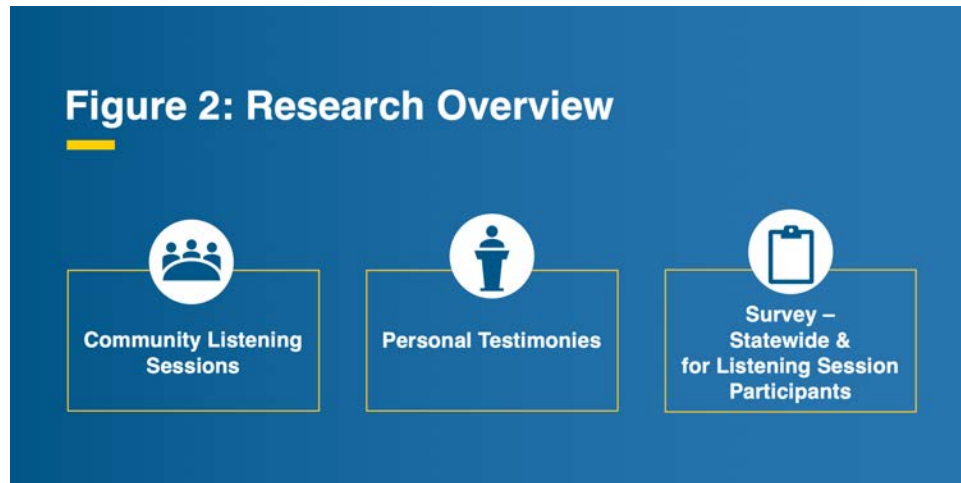 Figure 2: Research Overview
Community Listening
Sessions
Personal Testimonies
Survey –
Statewide &
for Listening Session
Participants